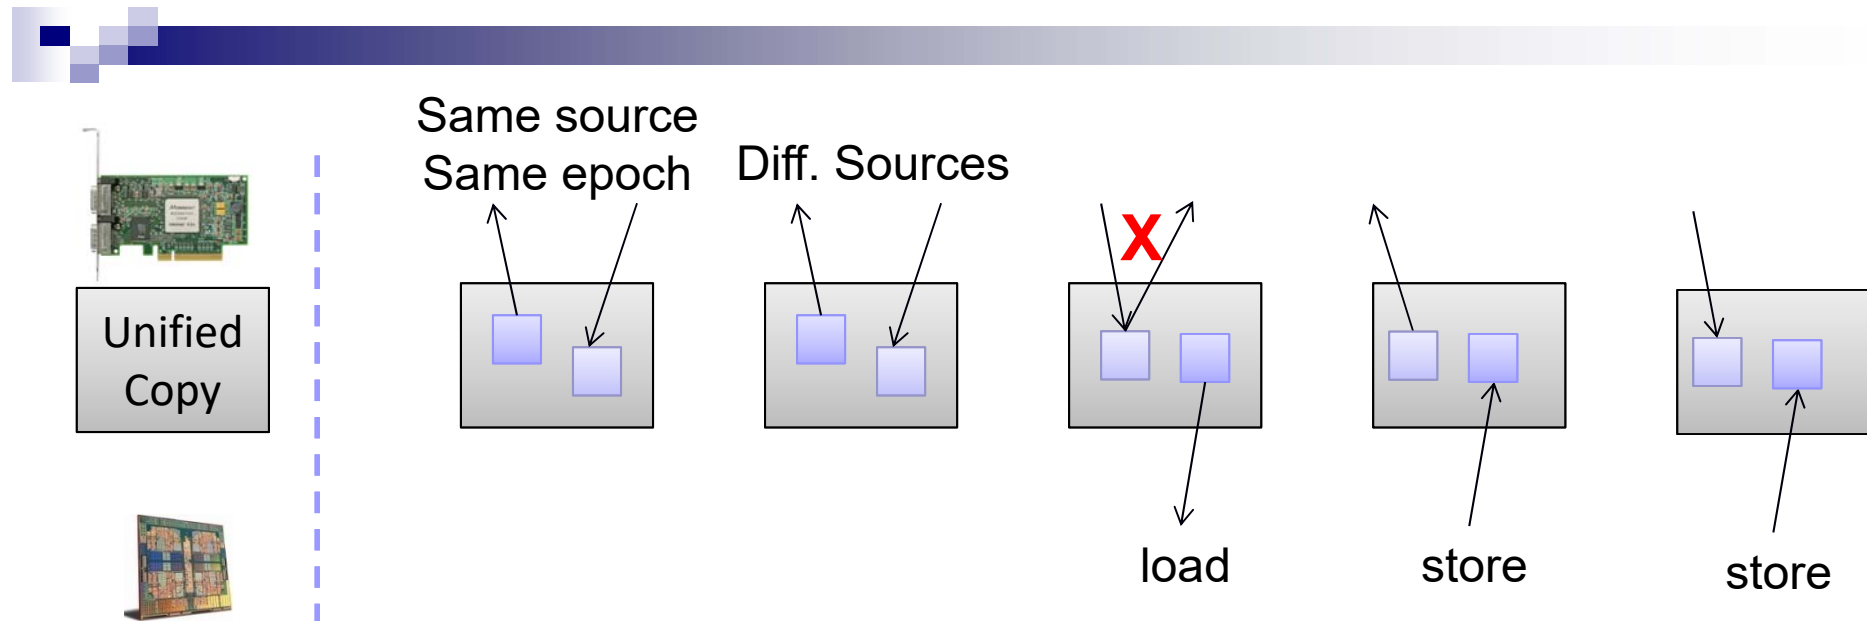 Same source
Same epoch
Diff. Sources
X
Unified
Copy
load
store
store